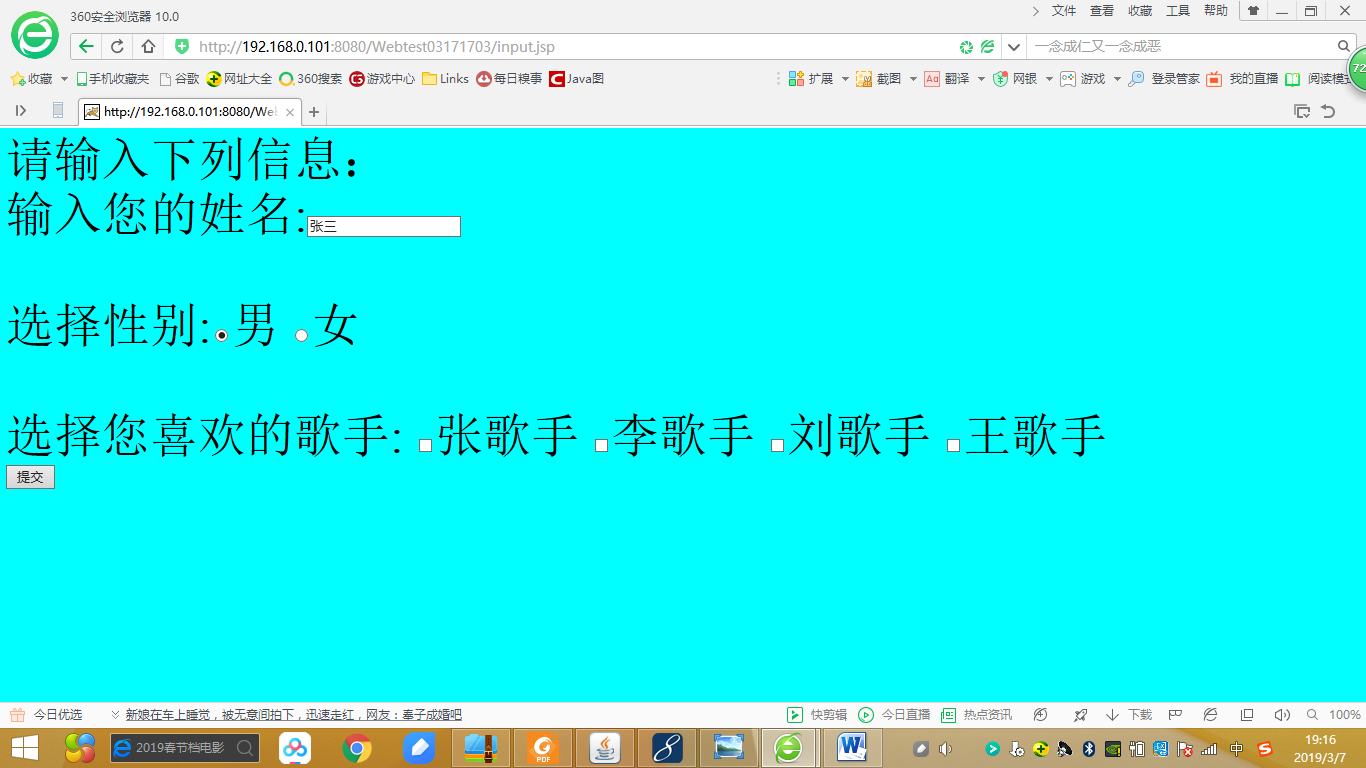 360安全浏览器 10.0
文件 查看 收藏 工具 帮助
http://192.168.0.101:8080/Webtest03171703/input.jsp
一念成仁又一念成恶
72
收藏 手机收藏夹 谷歌 网址大全 360搜索 游戏中心 Links 每日糗事 Java图
扩展 截图 翻译 网银 游戏 登录管家 我的直播 阅读模式
http://192.168.0.101:8080/We
请输入下列信息：
输入您的姓名:张三
选择性别:男 女
选择您喜欢的歌手: 张歌手 李歌手 刘歌手 王歌手
提交
今日优选
新娘在车上睡觉，被无意间拍下，迅速走红，网友：奉子成婚吧
快剪辑 今日直播 热点资讯 下载 100%
2019春节档电影
PDF
中
19:16
2019/3/7